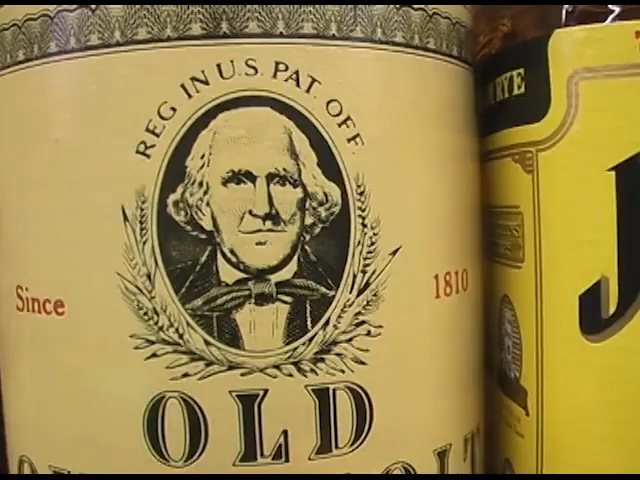 REG IN U.S. PAT. OFF.
Since 1810
OLD
RYE
J